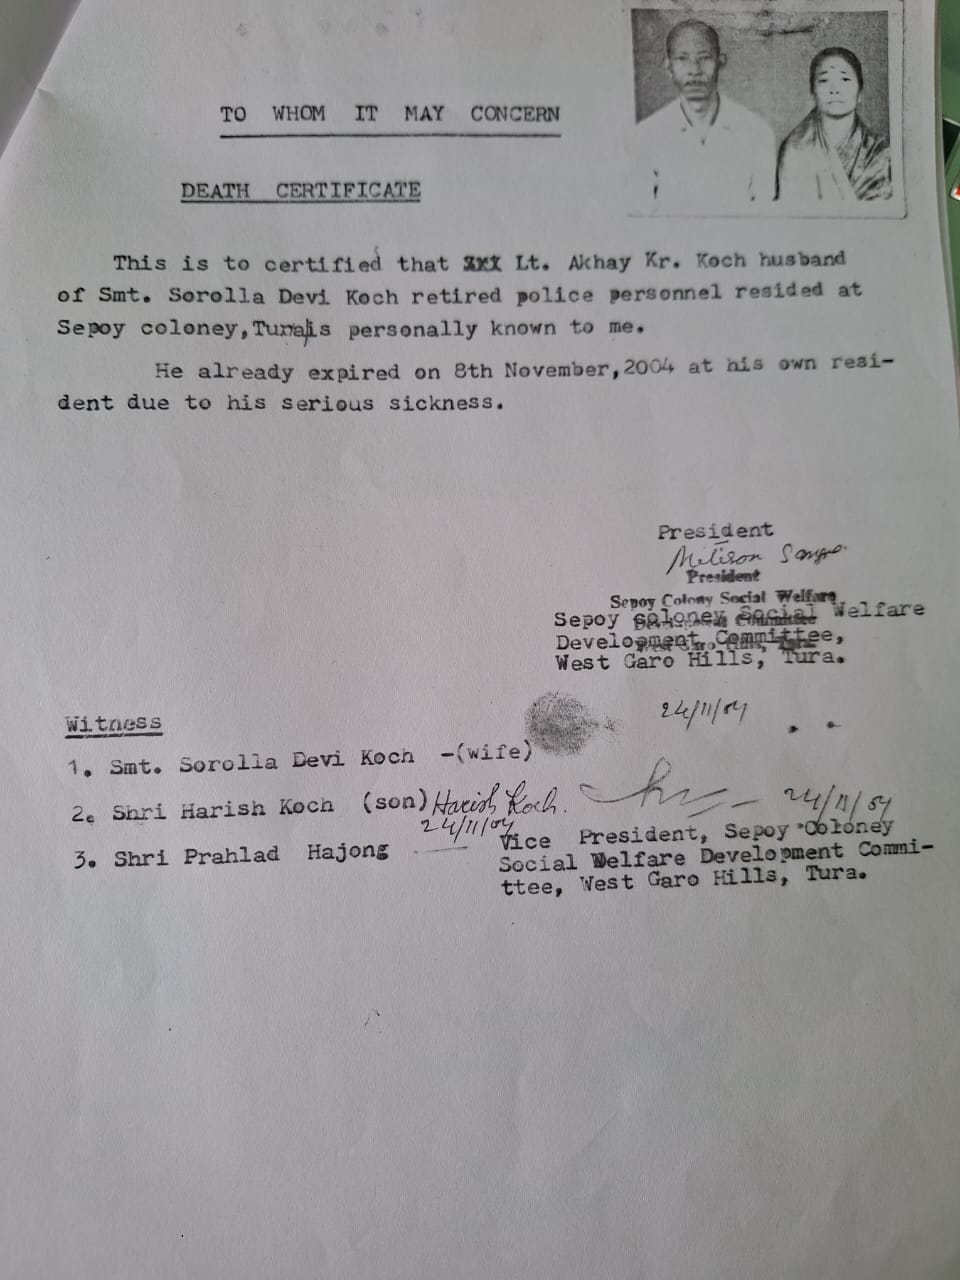 TO WHOM IT MAY CONCERN
DEATH CERTIFICATE
This is to certified that Lt. Akhay Kr. Koch husband
of Smt. Sorolla Devi Koch retired police personnel resided at
Sepoy coloney, Tura is personally known to me.
He already expired on 8th November, 2004 at his own resi-
dent due to his serious sickness.
President
Milison
President
Sepoy Colony Social Welfare
Sepoy coloney Social Welfare
Development Committee,
West Garo Hills, Tura.
24/11/04
Witness
1. Smt. Sorolla Devi Koch -(wife)
2. Shri Harish Koch (son) Harish Koch.
24/11/04
24/11/04
3. Shri Prahlad Hajong
Vice President, Sepoy Coloney
Social Welfare Development Commi-
ttee, West Garo Hills, Tura.